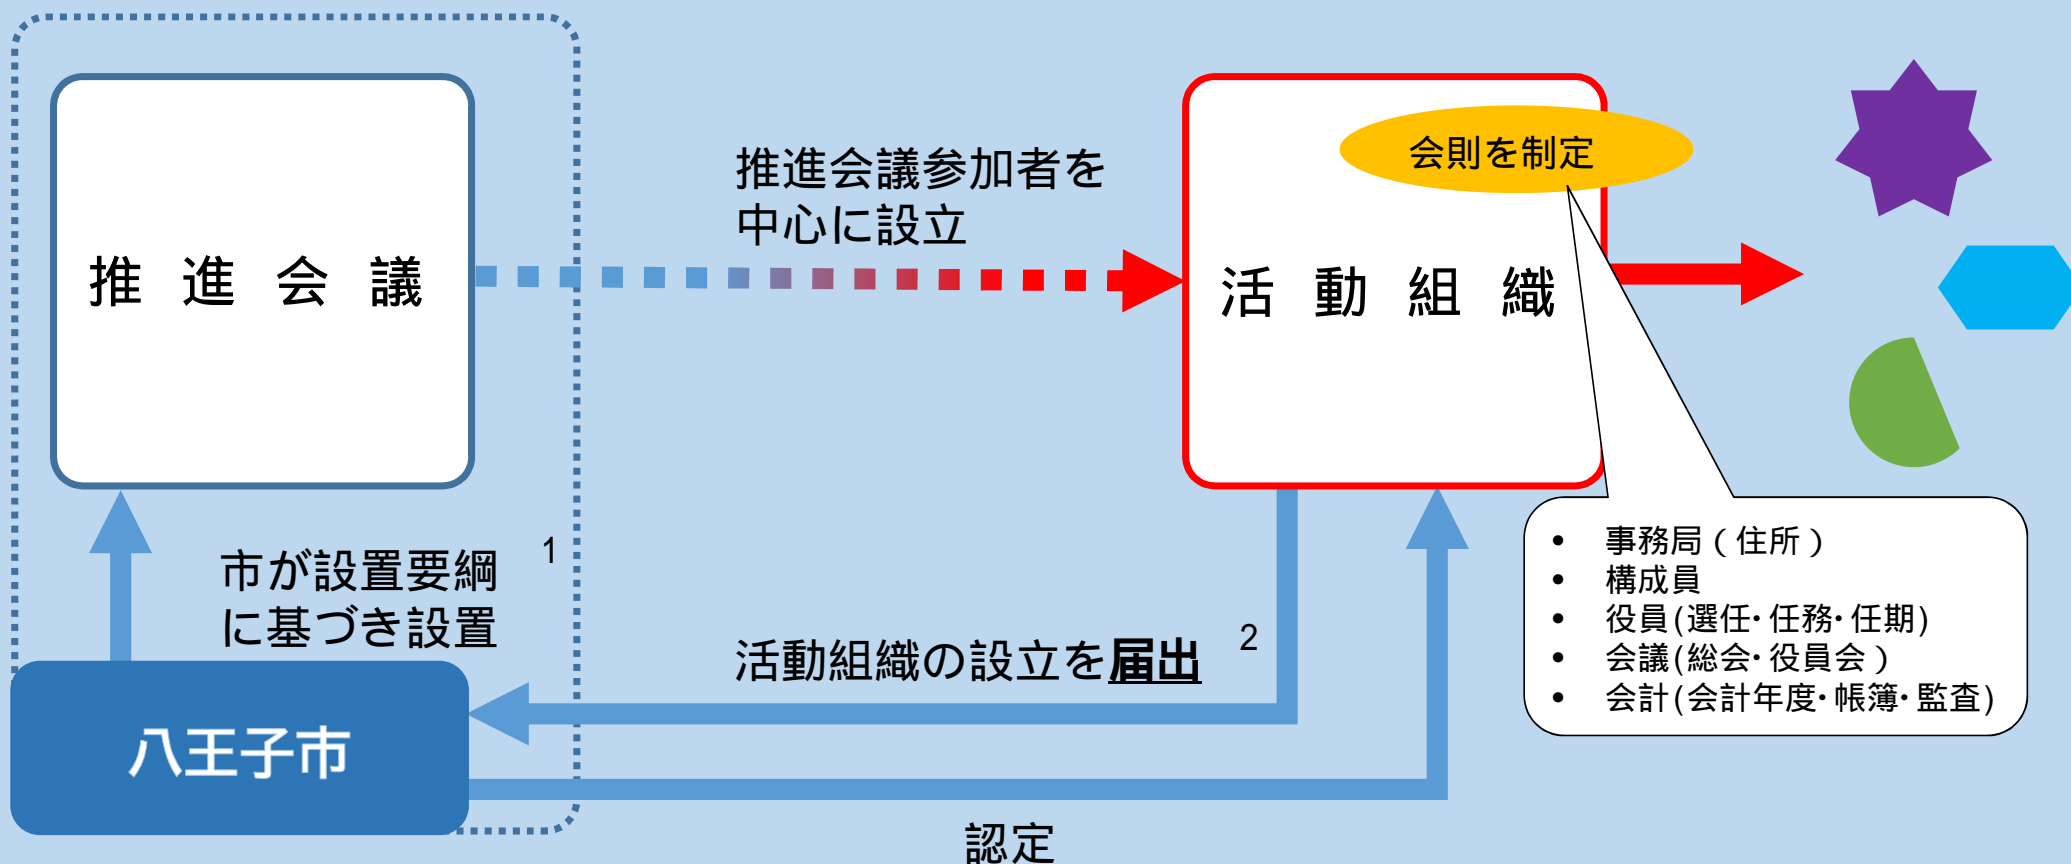 推進会議
推進会議参加者を
中心に設立
会則を制定
活動組織
市が設置要綱 1
に基づき設置
活動組織の設立を届出 2
八王子市
認定
• 事務局(住所)
• 構成員
• 役員(選任・任務・任期)
• 会議(総会・役員会)
• 会計(会計年度・帳簿・監査)